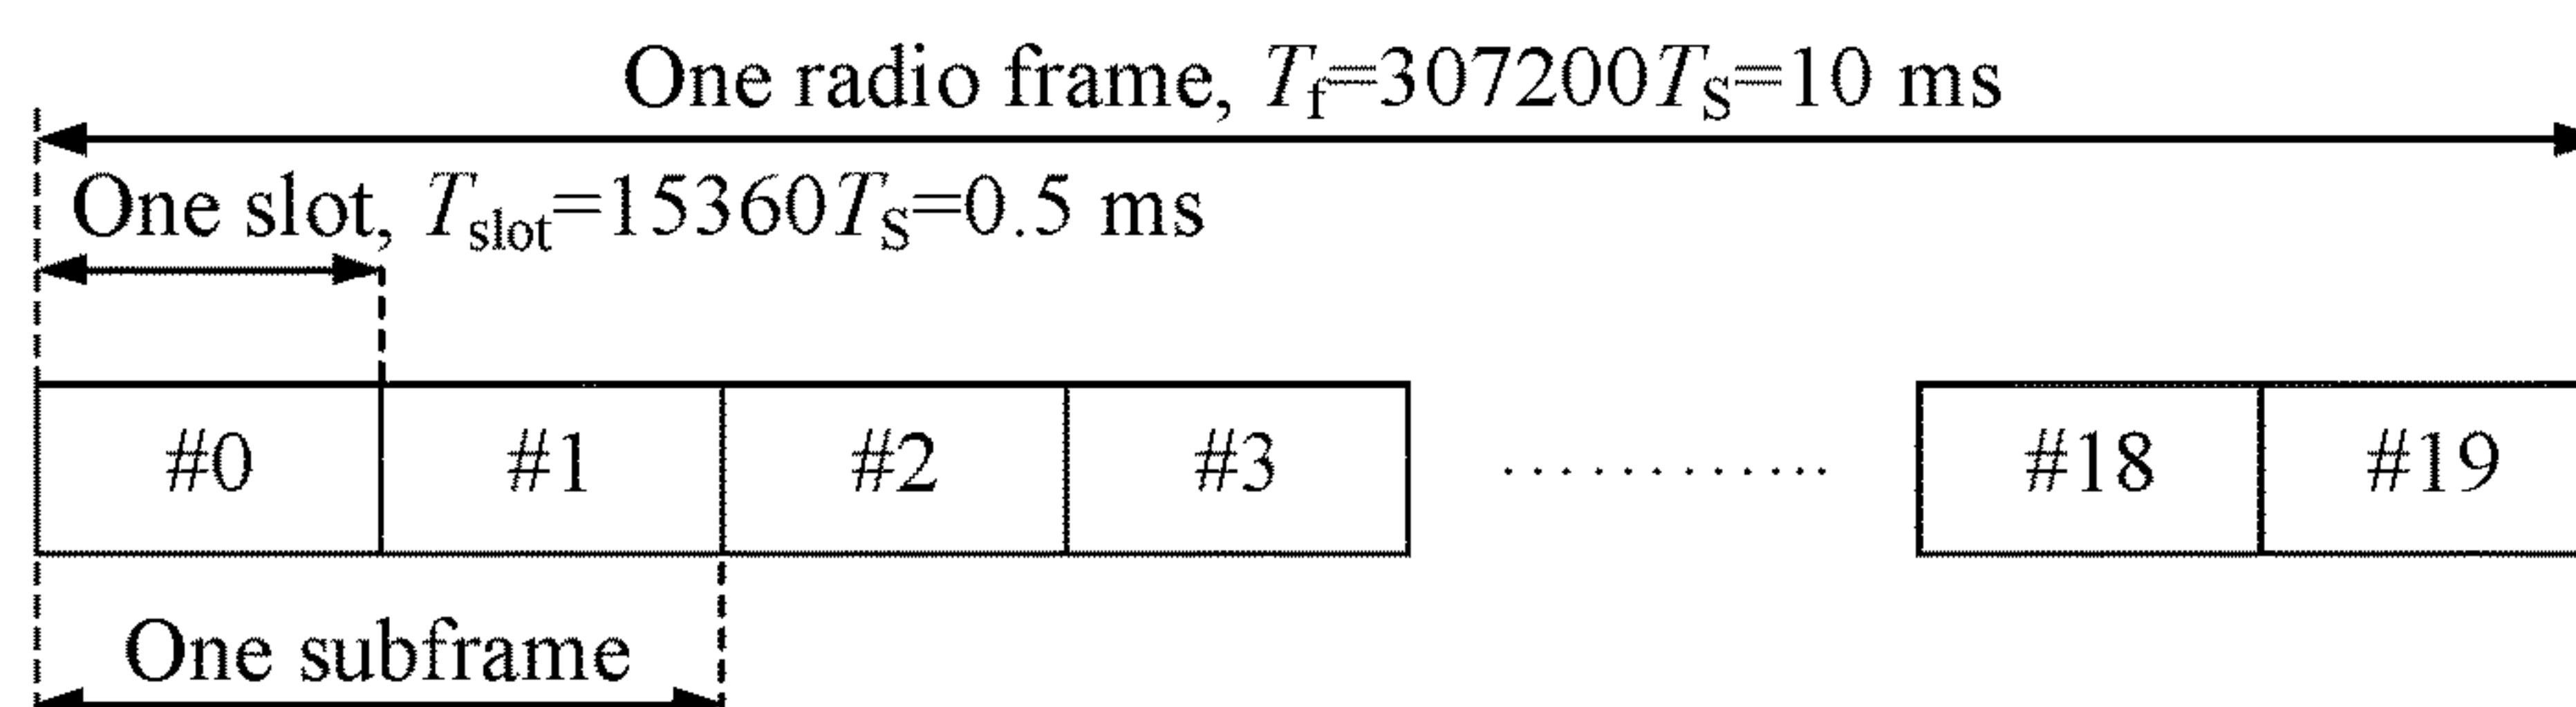 One radio frame, Tf=307200TS=10 ms
One slot, Tslot=15360TS=0.5 ms
#0 #1 #2 #3 ............ #18 #19
One subframe